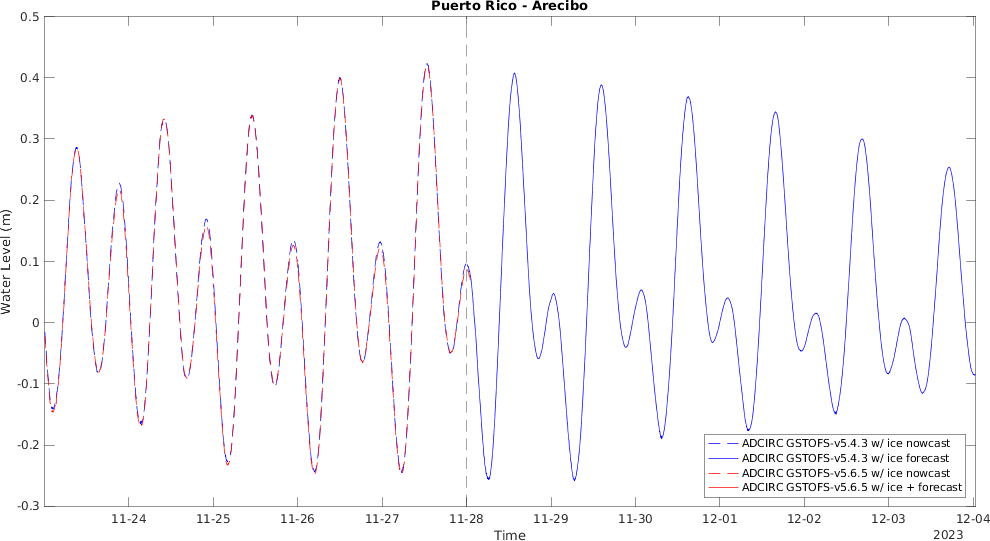 Puerto Rico - Arecibo
0.5
0.4
0.3
0.2
0.1
0
-0.1
-0.2
-0.3
Water Level (m)
ADCIRC GSTOFS-v5.4.3 w/ ice nowcast
ADCIRC GSTOFS-v5.4.3 w/ ice forecast
ADCIRC GSTOFS-v5.6.5 w/ ice nowcast
ADCIRC GSTOFS-v5.6.5 w/ ice + forecast
11-24 11-25 11-26 11-27 11-28 11-29 11-30 12-01 12-02 12-03 12-04
Time
2023